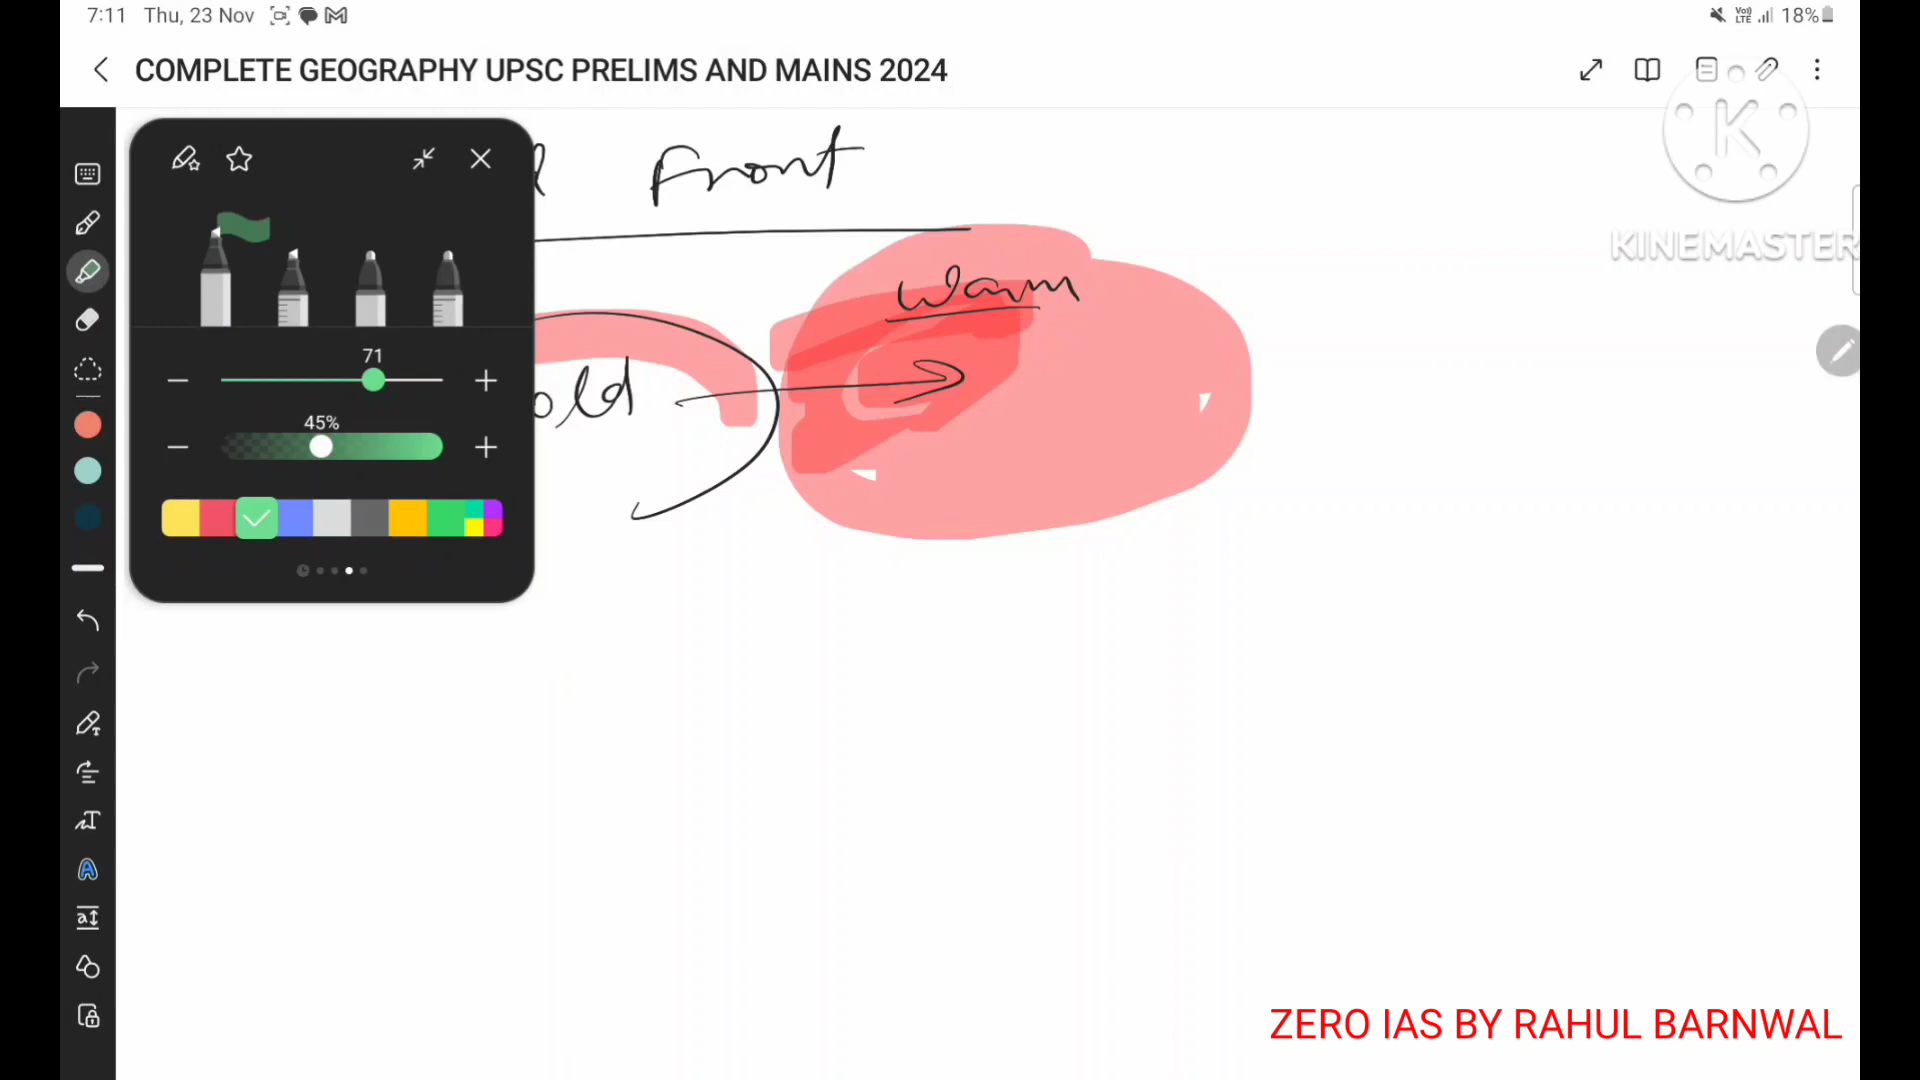 7:11 Thu, 23 Nov 18%
COMPLETE GEOGRAPHY UPSC PRELIMS AND MAINS 2024
K
KINEMASTER
Front
71
45%
Warm
old
ZERO IAS BY RAHUL BARNWAL